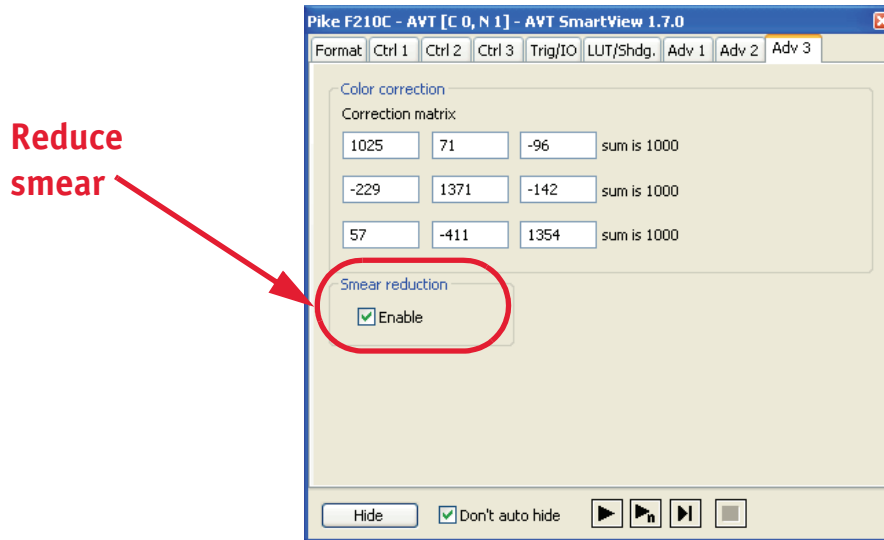 Pike F210C - AVT [C 0, N 1] - AVT SmartView 1.7.0
Format Ctrl 1 Ctrl 2 Ctrl 3 Trig/IO LUT/Shdg. Adv 1 Adv 2 Adv 3
Color correction
Correction matrix
1025 71 -96 sum is 1000
-229 1371 -142 sum is 1000
57 -411 1354 sum is 1000
Reduce
smear
Smear reduction
Enable
Hide Don't auto hide n